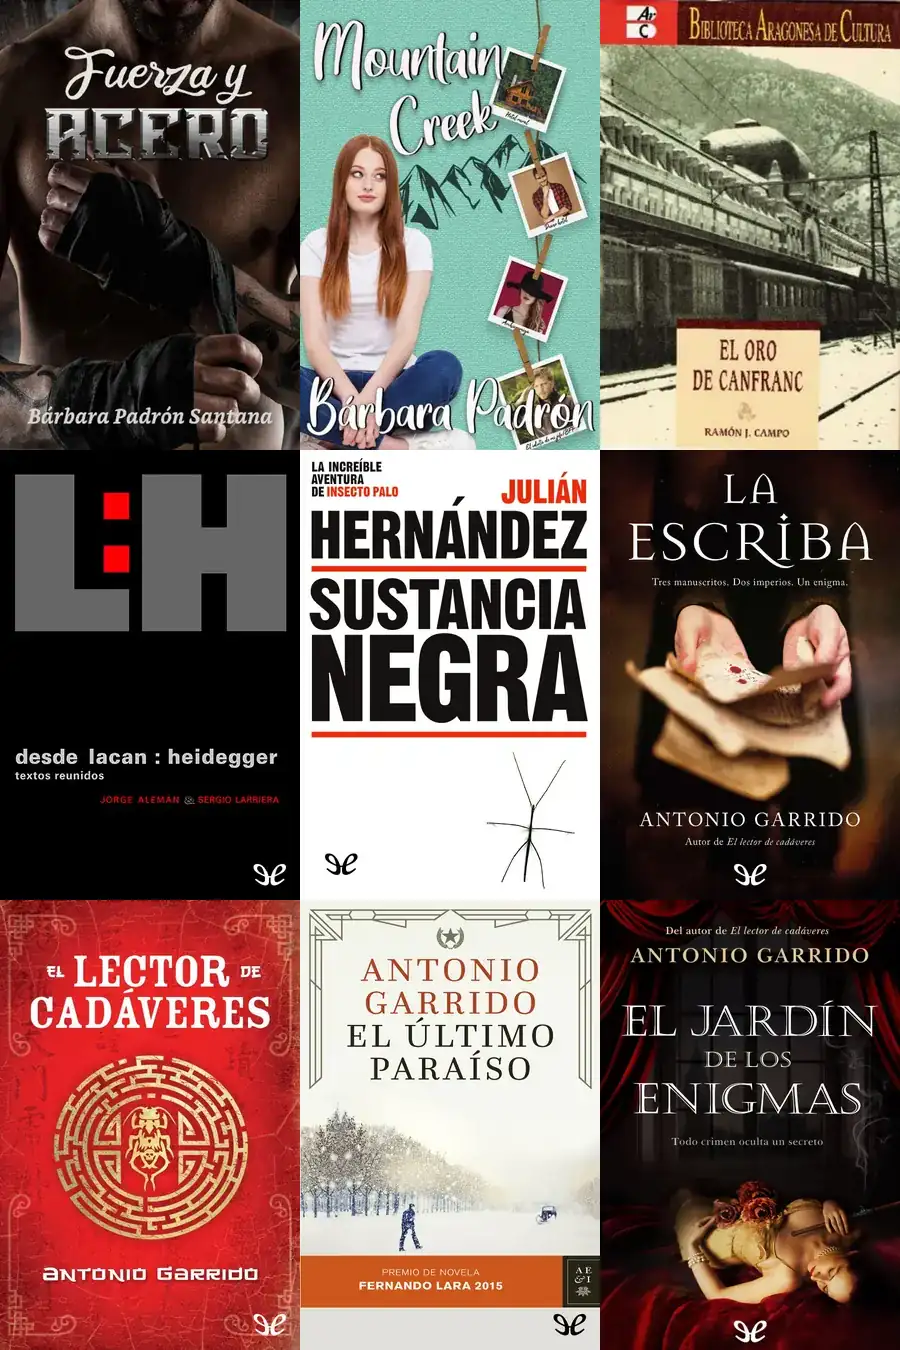 Fuerza y
ACERO
Bárbara Padrón Santana
Mountain
Creek
Bárbara Padrón
Ar
C
BIBLIOTECA ARAGONESA DE CULTURA
EL ORO
DE CANFRANC
RAMÓN J. CAMPO
L:H
desde lacan : heidegger
textos reunidos
JORGE ALEMÁN & SERGIO LARRIERA
LA INCREÍBLE
AVENTURA
DE INSECTO PALO
JULIÁN
HERNÁNDEZ
SUSTANCIA
NEGRA
LA
ESCRIBA
Tres manuscritos. Dos imperios. Un enigma.
ANTONIO GARRIDO
Autor de El lector de cadáveres
EL LECTOR DE
CADÁVERES
ANTONIO GARRIDO
ANTONIO
GARRIDO
EL ÚLTIMO
PARAÍSO
PREMIO DE NOVELA
FERNANDO LARA 2015
AE
&I
Del autor de El lector de cadáveres
ANTONIO GARRIDO
EL JARDÍN
DE LOS
ENIGMAS
Todo crimen oculta un secreto